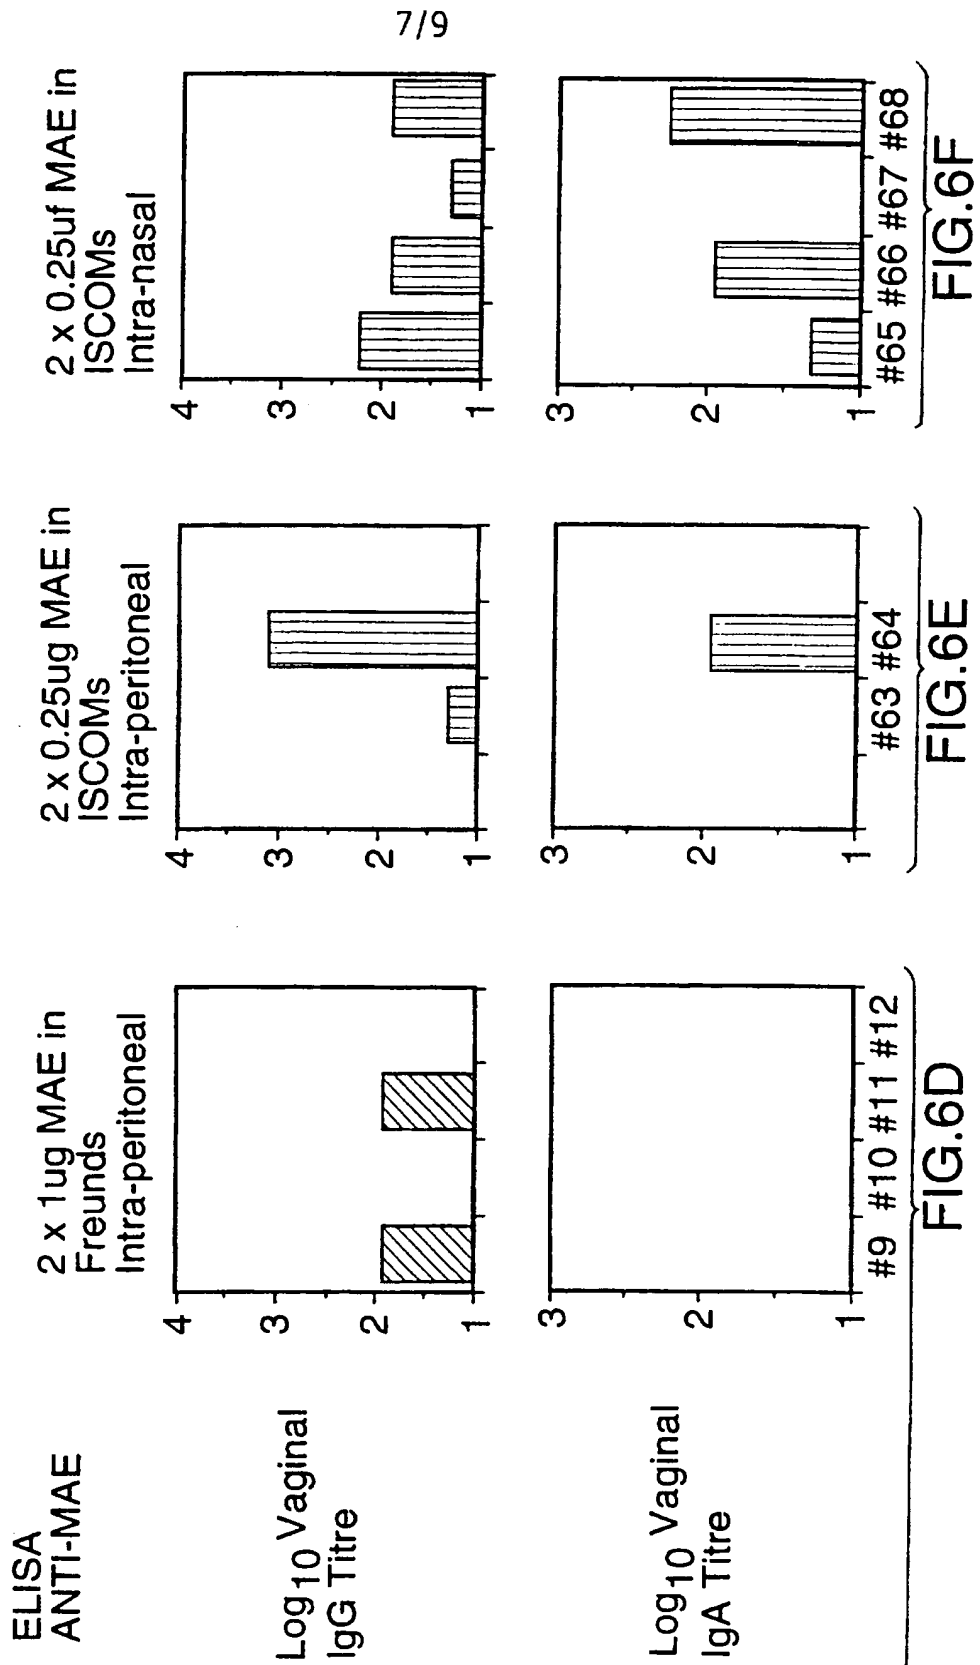 7/9
ELISA
ANTI-MAE
2 x 1ug MAE in
Freunds
Intra-peritoneal
2 x 0.25ug MAE in
ISCOMs
Intra-peritoneal
2 x 0.25uf MAE in
ISCOMs
Intra-nasal
Log10 Vaginal
IgG Titre
4
3
2
1
4
3
2
1
4
3
2
1
Log10 Vaginal
IgA Titre
3
2
1
3
2
1
3
2
1
#9 #10 #11 #12
#63 #64
#65 #66 #67 #68
FIG.6D
FIG.6E
FIG.6F